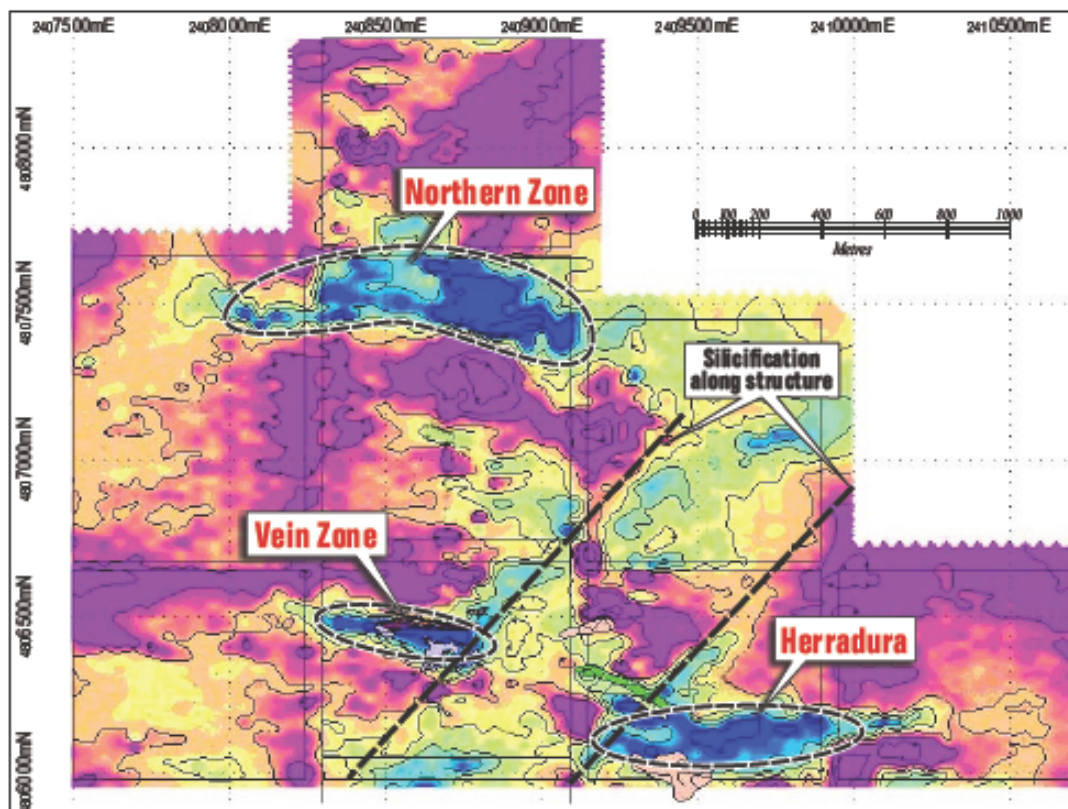 2407500mE 2408000mE 2408500mE 2409000mE 2409500mE 2410000mE 2410500mE
4808000mN
Northern Zone
0 100 200 400 600 800 1000
Metres
4807500mN
Silicification
along structure
4807000mN
Vein Zone
4806500mN
Herradura
4806000mN